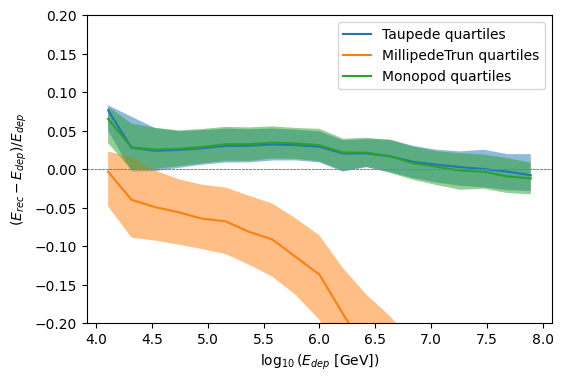 0.20
0.15
0.10
0.05
0.00
−0.05
−0.10
−0.15
−0.20
(E_rec − E_dep)/E_dep
Taupede quartiles
MillipedeTrun quartiles
Monopod quartiles
4.0 4.5 5.0 5.5 6.0 6.5 7.0 7.5 8.0
log₁₀(E_dep [GeV])